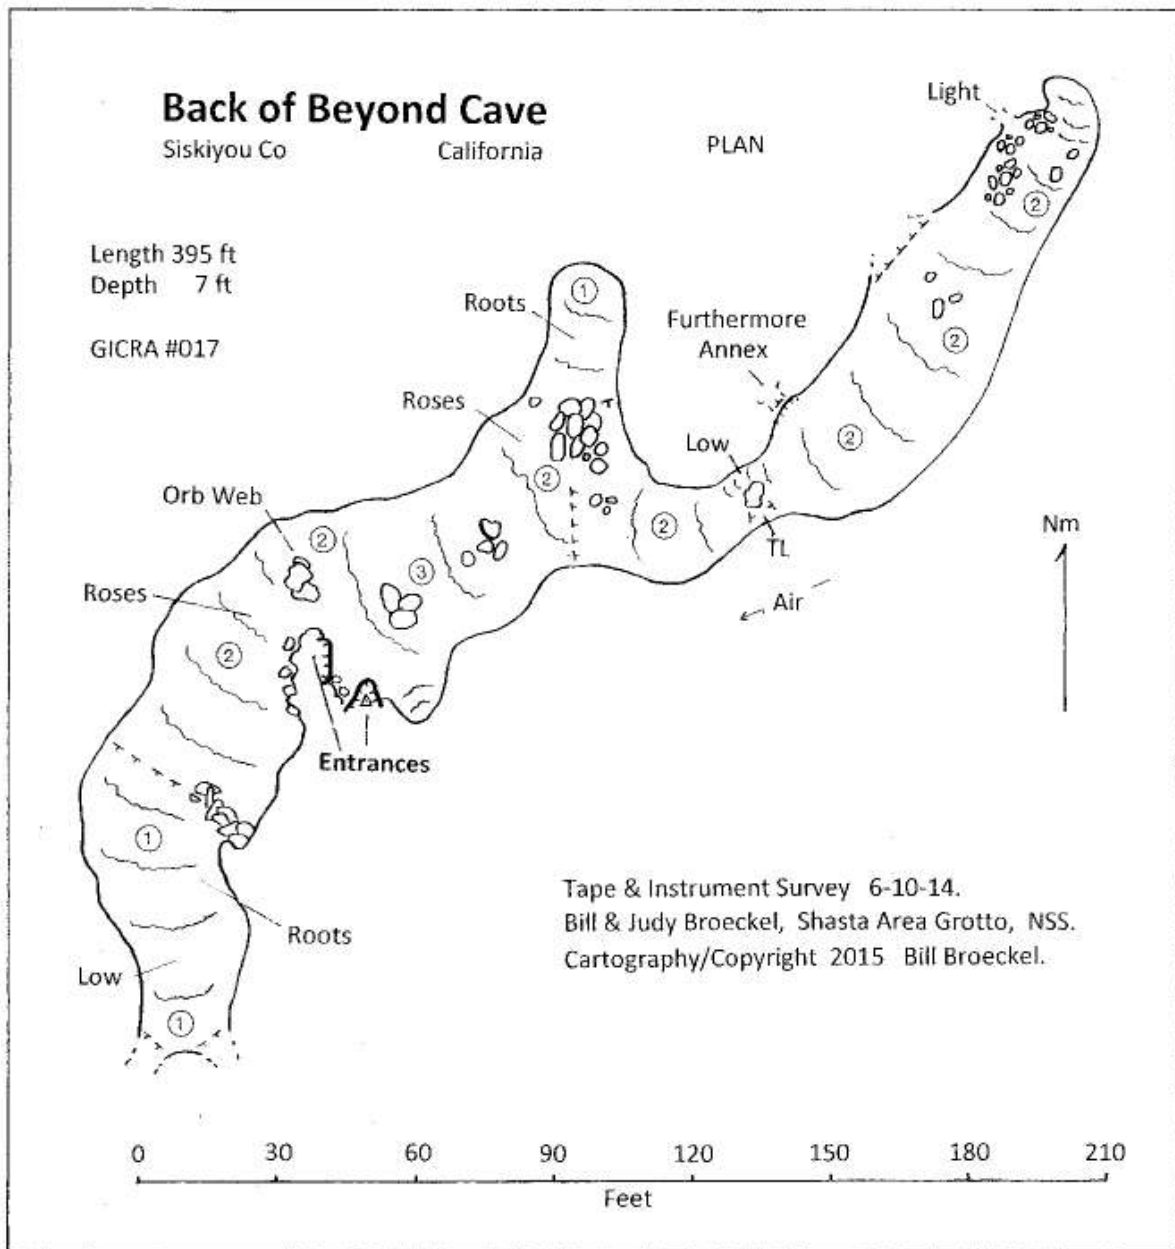 Back of Beyond Cave
Siskiyou Co California PLAN
Light
Length 395 ft
Depth 7 ft
GICRA #017
2
1
Roots
Furthermore
Annex
2
Roses
Low
2
2
Orb Web
2
2
TL
Nm
3
Roses
Air
2
Entrances
1
Tape & Instrument Survey 6-10-14.
Bill & Judy Broeckel, Shasta Area Grotto, NSS.
Cartography/Copyright 2015 Bill Broeckel.
Roots
Low
1
0 30 60 90 120 150 180 210
Feet